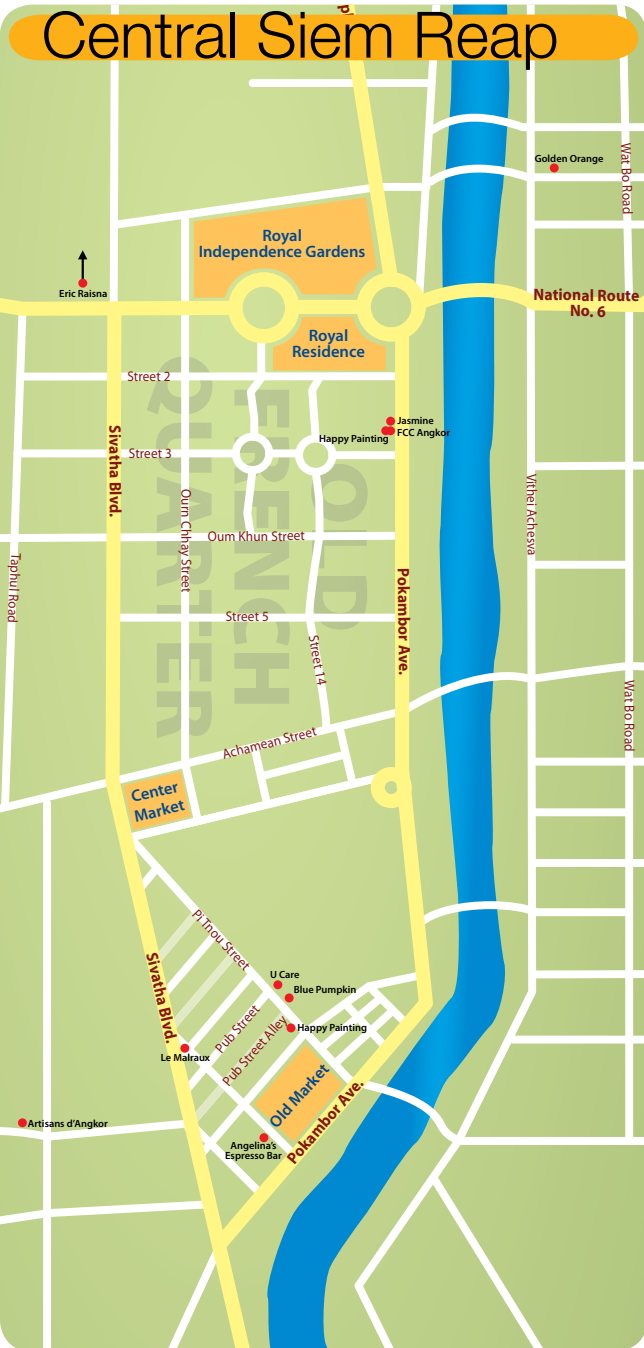 Central Siem Reap
Golden Orange
Wat Bo Road
Royal
Independence Gardens
Eric Raisna
National Route
No. 6
Royal
Residence
Street 2
Jasmine
FCC Angkor
Happy Painting
Sivatha Blvd.
Street 3
OLD
FRENCH
QUARTER
Oum Chhay Street
Vithei Achesva
Oum Khun Street
Taphul Road
Pokambor Ave.
Street 5
Street 14
Wat Bo Road
Achamean Street
Center
Market
Pi Tnou Street
Sivatha Blvd.
U Care
Blue Pumpkin
Pub Street
Pub Street Alley
Happy Painting
Le Malraux
Old Market
Pokambor Ave.
Artisans d'Angkor
Angelina's
Espresso Bar